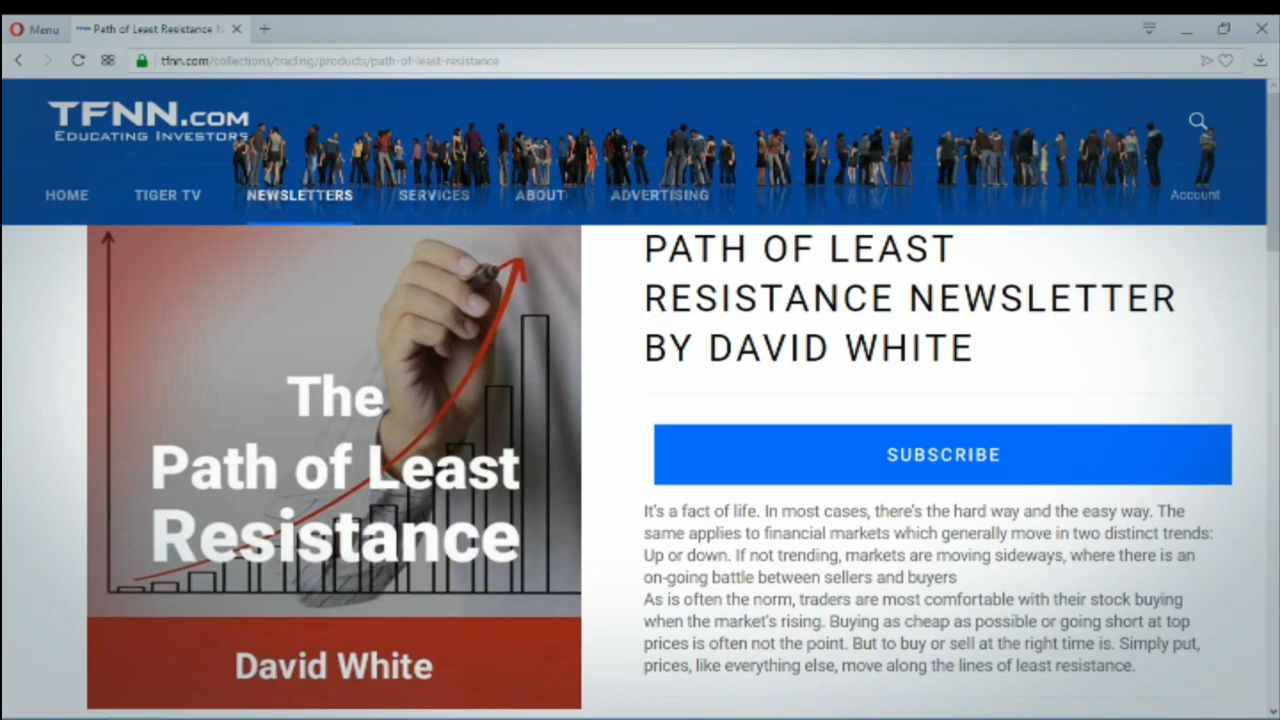 Menu
Path of Least Resistance
tfnn.com/collections/trading/products/path-of-least-resistance
TFNN.COM
EDUCATING INVESTORS
HOME
TIGER TV
NEWSLETTERS
SERVICES
ABOUT
ADVERTISING
Account
The
Path of Least
Resistance
David White
PATH OF LEAST
RESISTANCE NEWSLETTER
BY DAVID WHITE
SUBSCRIBE
It's a fact of life. In most cases, there's the hard way and the easy way. The
same applies to financial markets which generally move in two distinct trends:
Up or down. If not trending, markets are moving sideways, where there is an
on-going battle between sellers and buyers
As is often the norm, traders are most comfortable with their stock buying
when the market's rising. Buying as cheap as possible or going short at top
prices is often not the point. But to buy or sell at the right time is. Simply put,
prices, like everything else, move along the lines of least resistance.